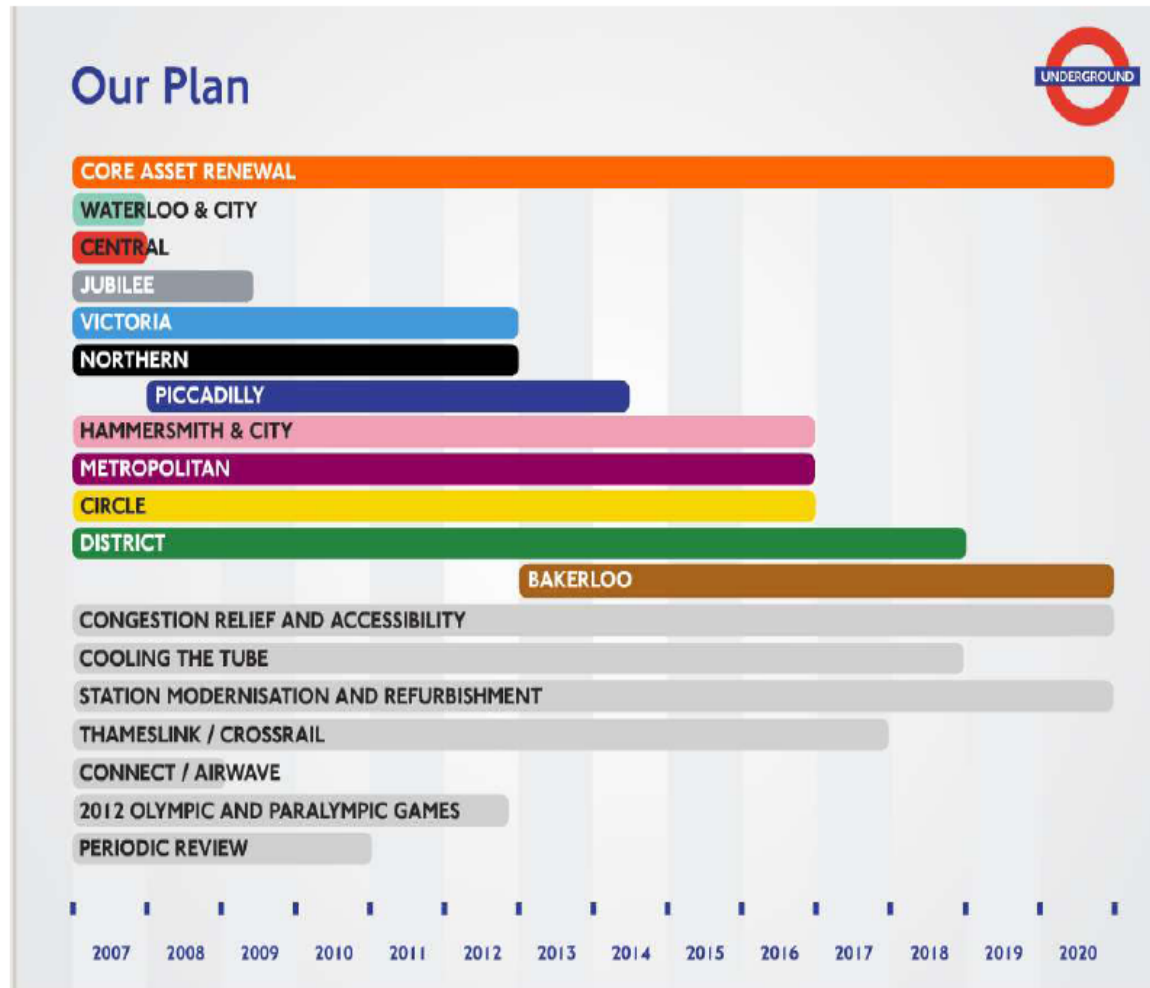 Our Plan
UNDERGROUND
CORE ASSET RENEWAL
WATERLOO & CITY
CENTRAL
JUBILEE
VICTORIA
NORTHERN
PICCADILLY
HAMMERSMITH & CITY
METROPOLITAN
CIRCLE
DISTRICT
BAKERLOO
CONGESTION RELIEF AND ACCESSIBILITY
COOLING THE TUBE
STATION MODERNISATION AND REFURBISHMENT
THAMESLINK / CROSSRAIL
CONNECT / AIRWAVE
2012 OLYMPIC AND PARALYMPIC GAMES
PERIODIC REVIEW
2007 2008 2009 2010 2011 2012 2013 2014 2015 2016 2017 2018 2019 2020